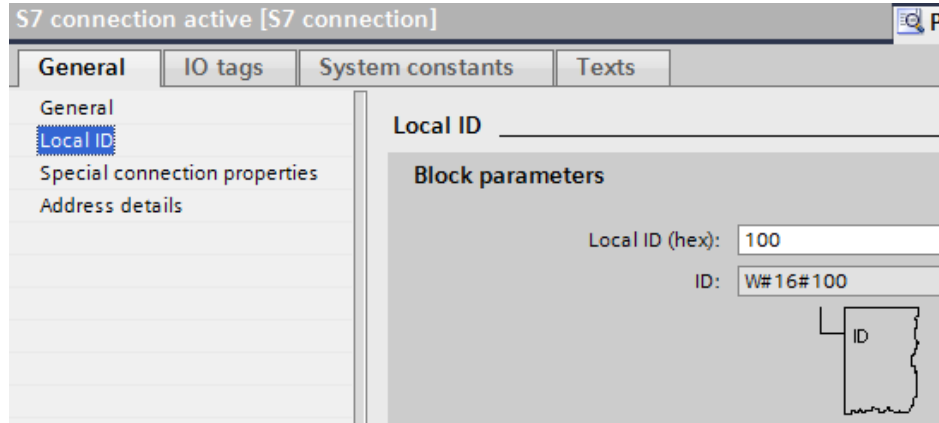 S7 connection active [S7 connection]
P
General IO tags System constants Texts
General
Local ID
Special connection properties
Address details
Local ID
Block parameters
Local ID (hex): 100
ID: W#16#100
ID